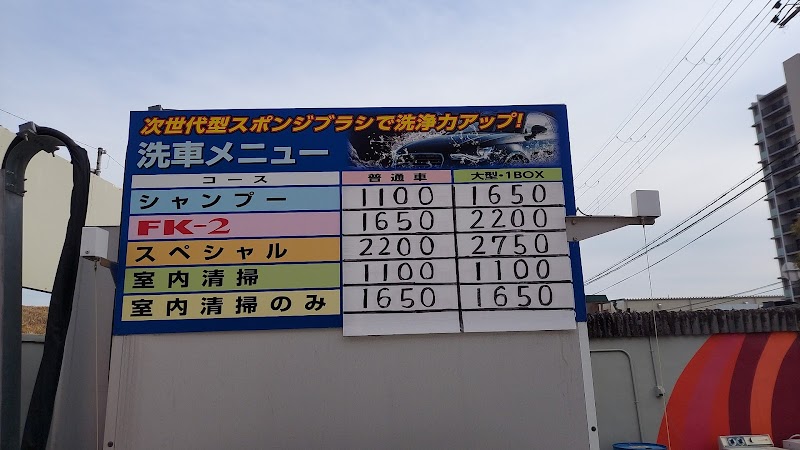 次世代型スポンジブラシで洗浄力アップ!
洗車メニュー
コース 普通車 大型・1BOX
シャンプー 1100 1650
FK-2 1650 2200
スペシャル 2200 2750
室内清掃 1100 1100
室内清掃のみ 1650 1650